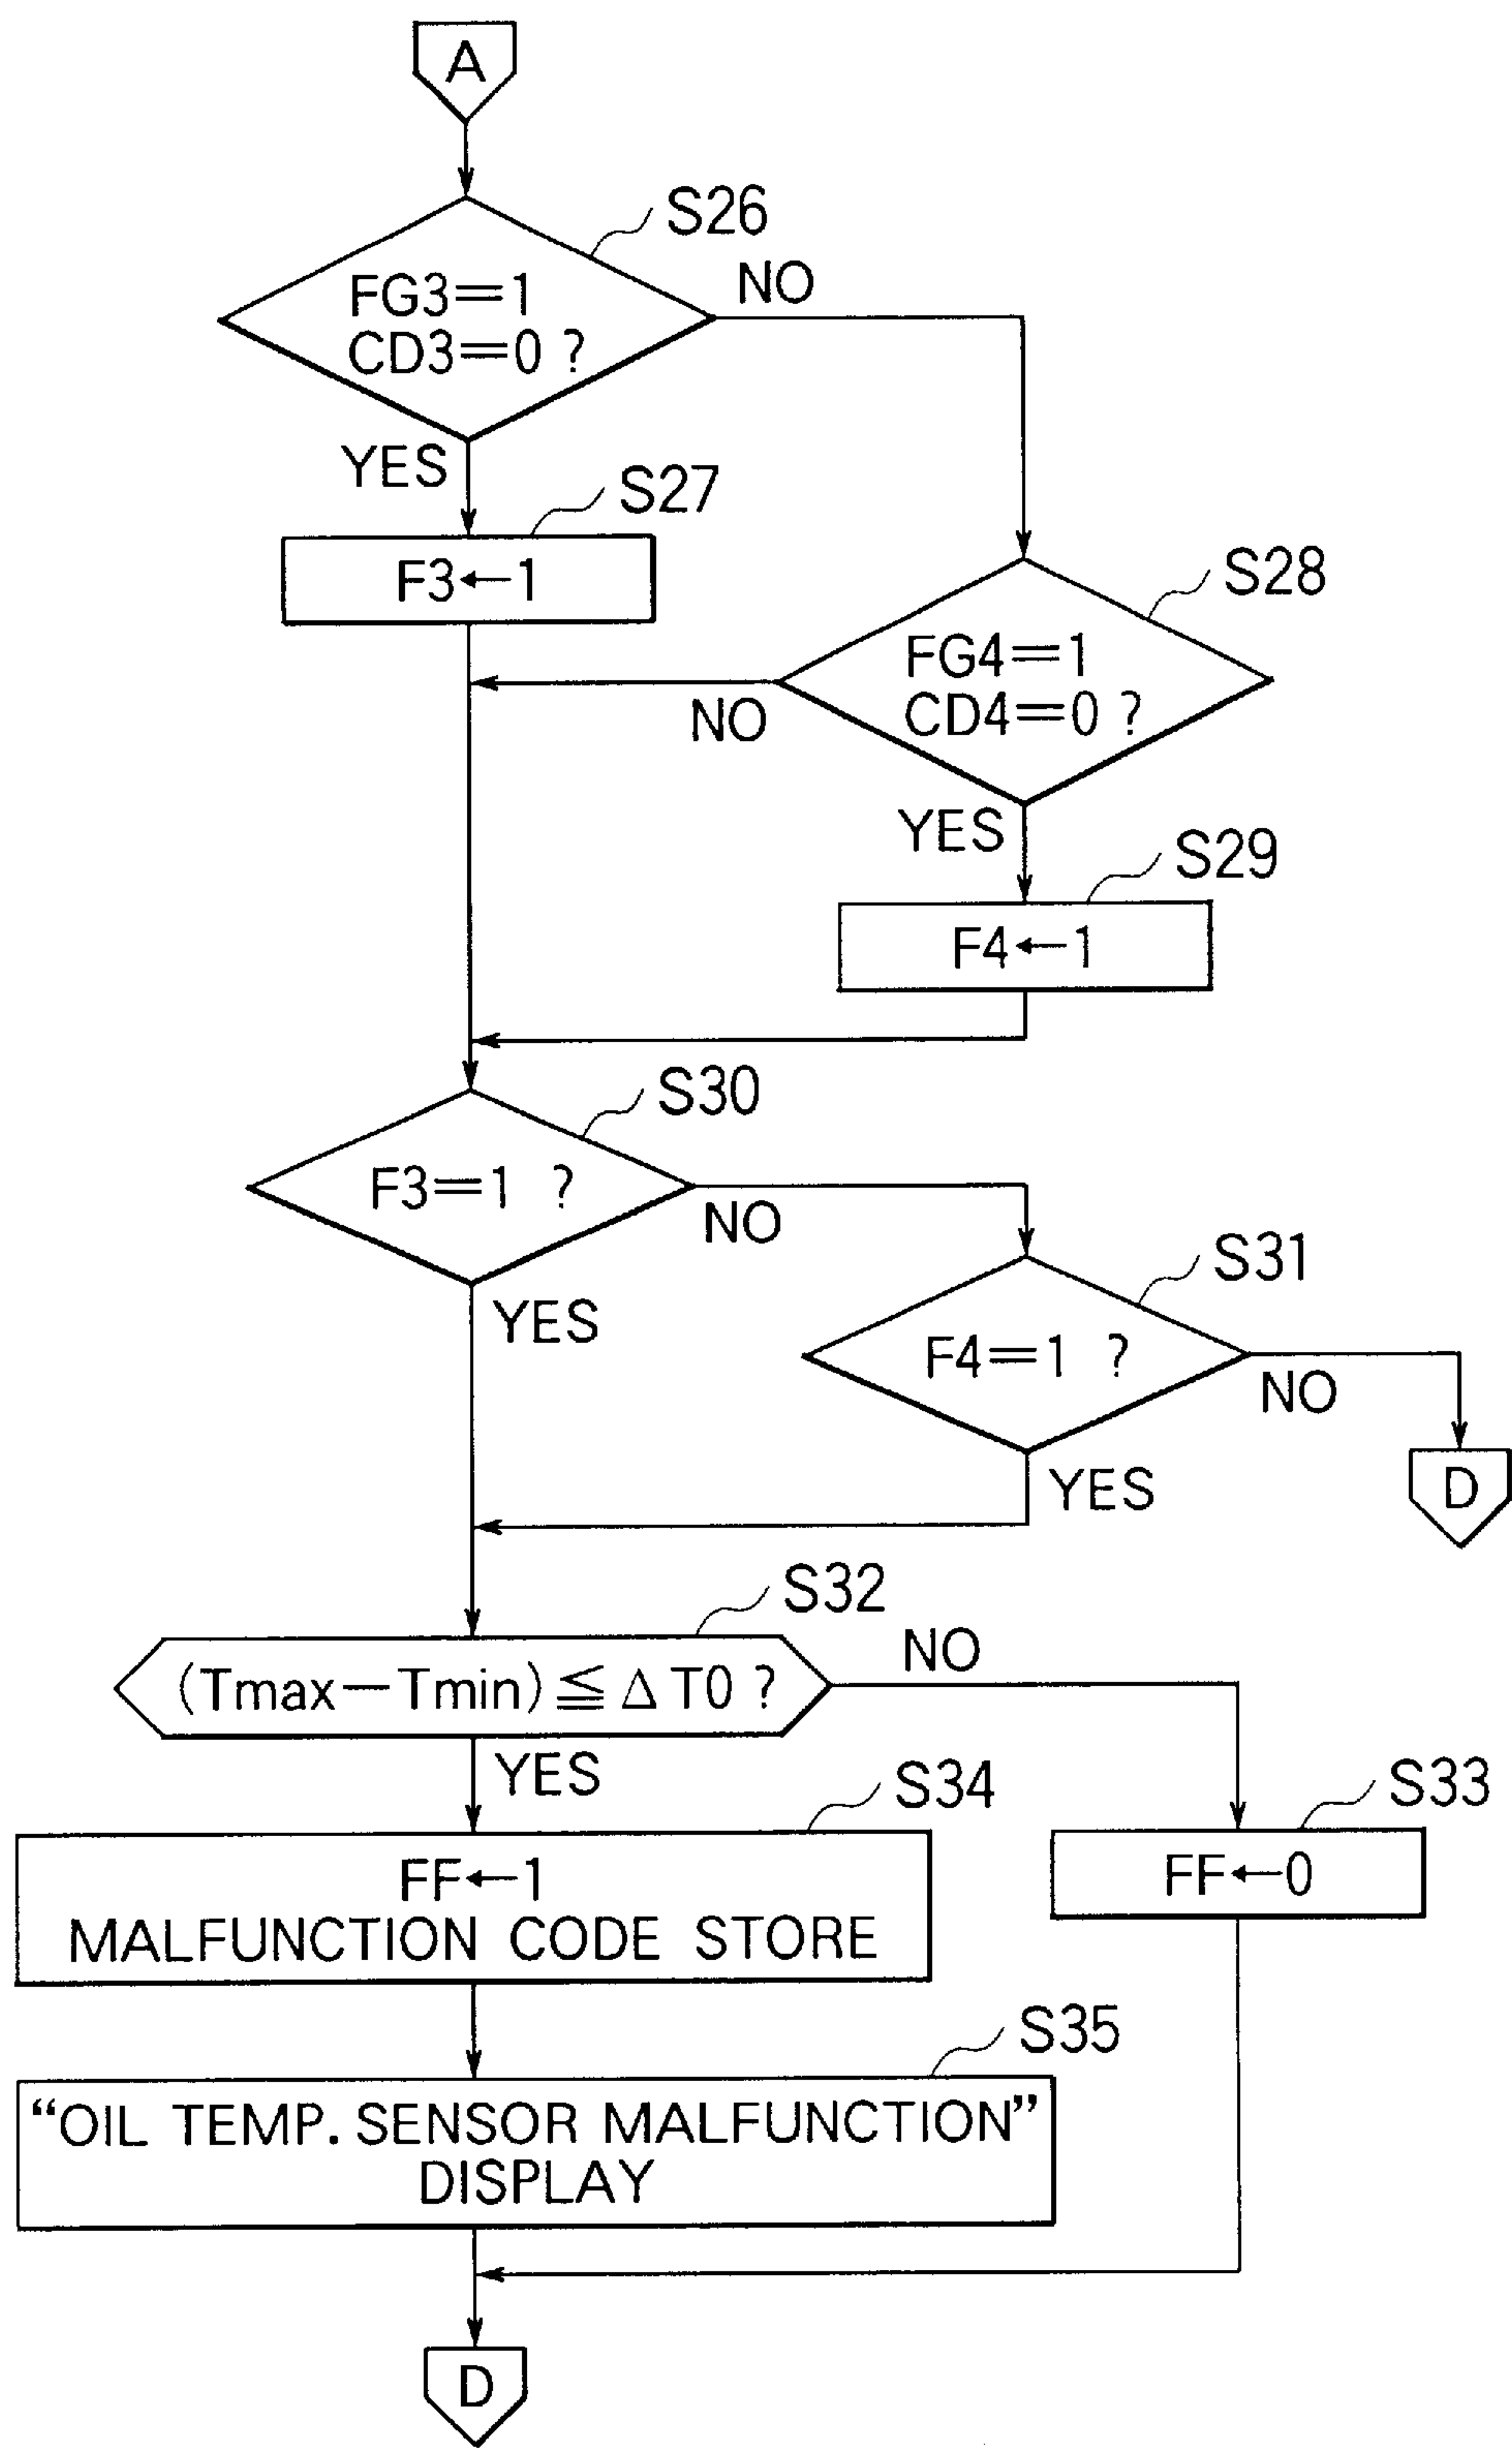 A
S26
FG3=1
CD3=0 ?
NO
YES
S27
F3←1
S28
FG4=1
CD4=0 ?
NO
YES
S29
F4←1
S30
F3=1 ?
NO
YES
S31
F4=1 ?
NO
YES
D
S32
(Tmax－Tmin)≦ΔT0 ?
NO
YES
S34
S33
FF←1
MALFUNCTION CODE STORE
FF←0
S35
“OIL TEMP. SENSOR MALFUNCTION”
DISPLAY
D